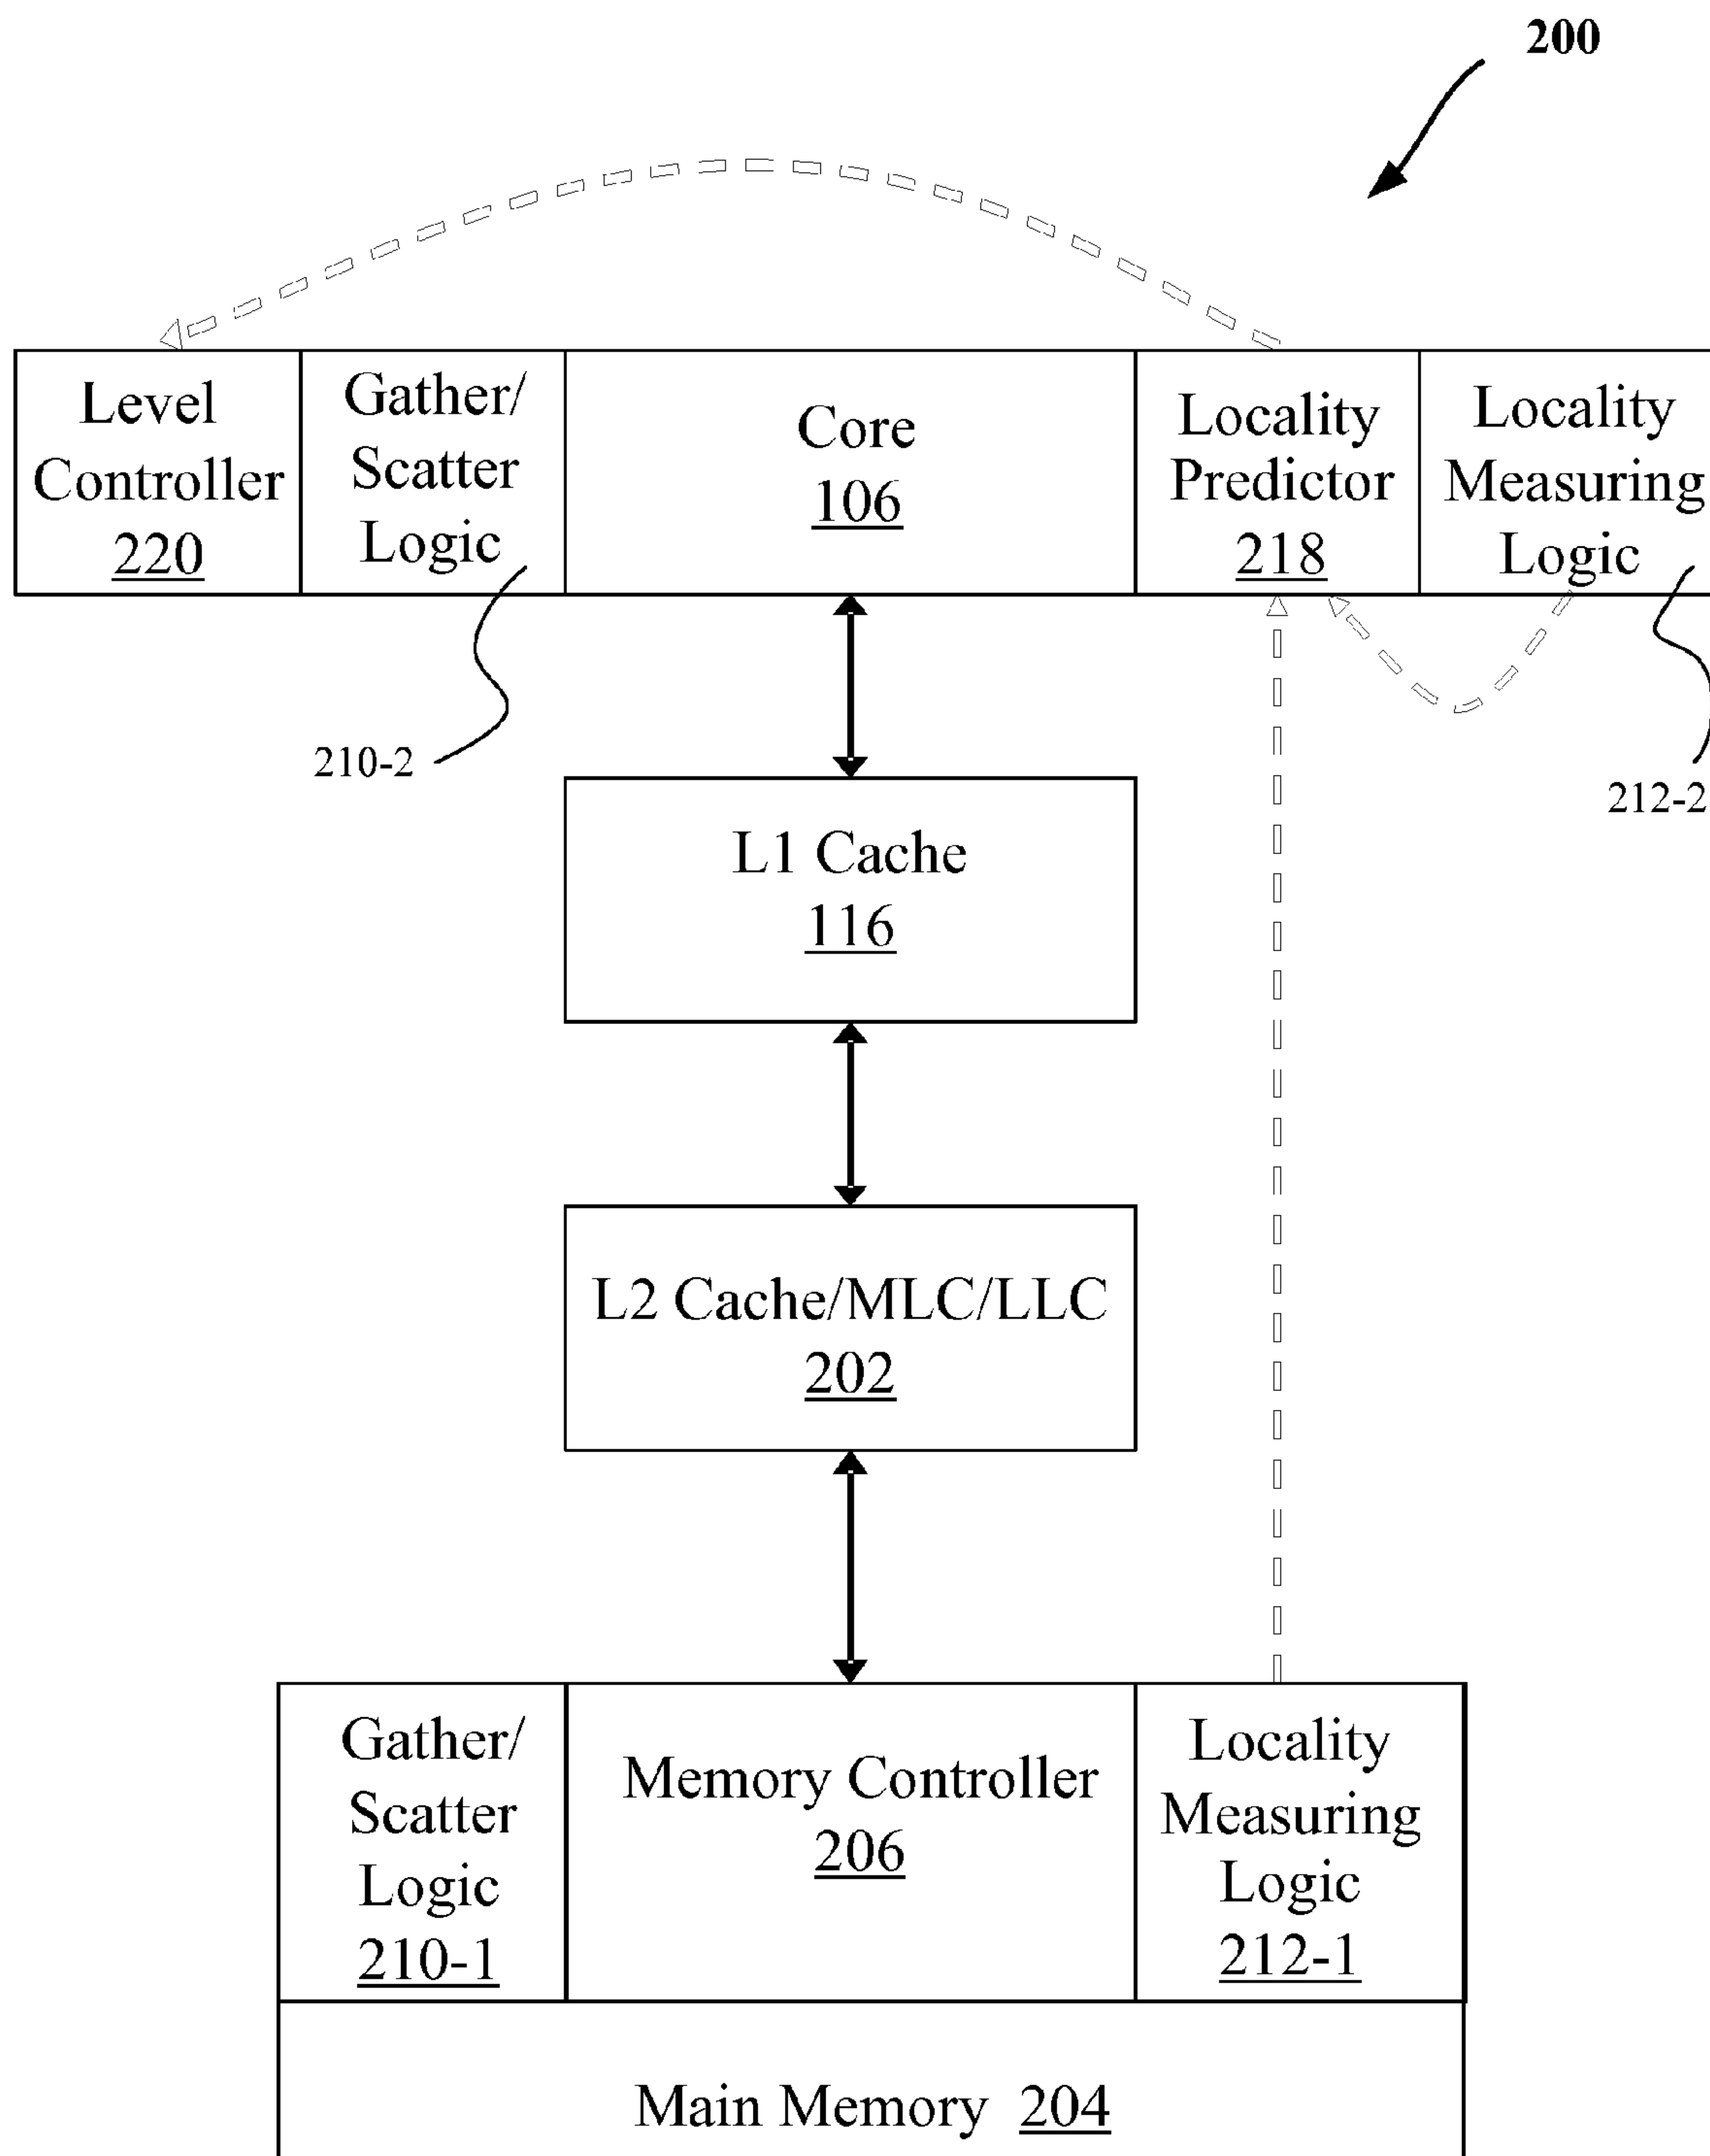 200
Level
Controller
220
Gather/
Scatter
Logic
Core
106
Locality
Predictor
218
Locality
Measuring
Logic
210-2
212-2
L1 Cache
116
L2 Cache/MLC/LLC
202
Gather/
Scatter
Logic
210-1
Memory Controller
206
Locality
Measuring
Logic
212-1
Main Memory 204